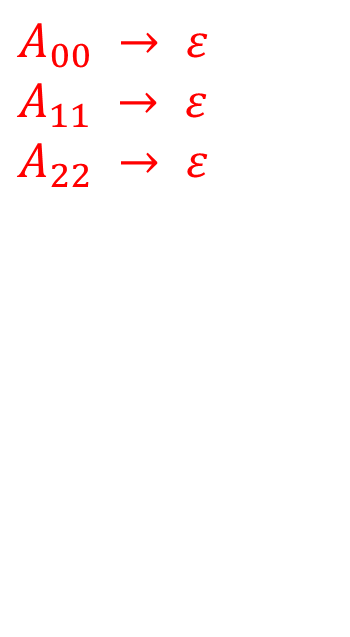 A₀₀ → ε
A₁₁ → ε
A₂₂ → ε